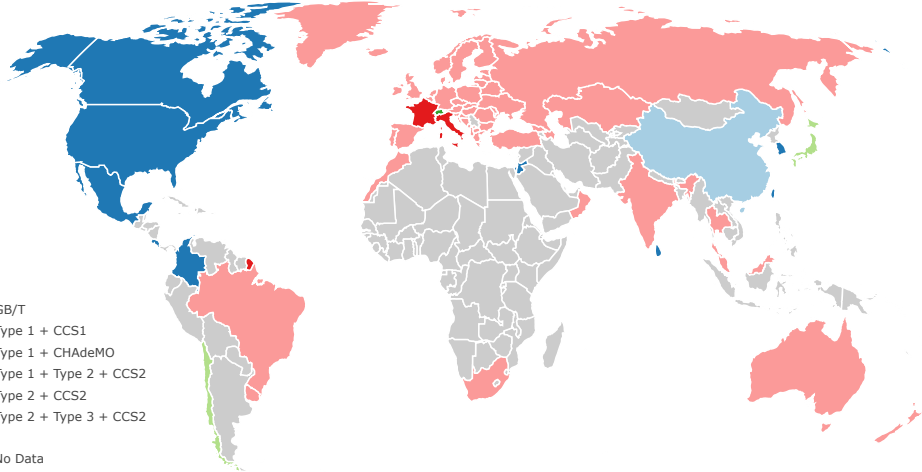 GB/T
Type 1 + CCS1
Type 1 + CHAdeMO
Type 1 + Type 2 + CCS2
Type 2 + CCS2
Type 2 + Type 3 + CCS2
No Data